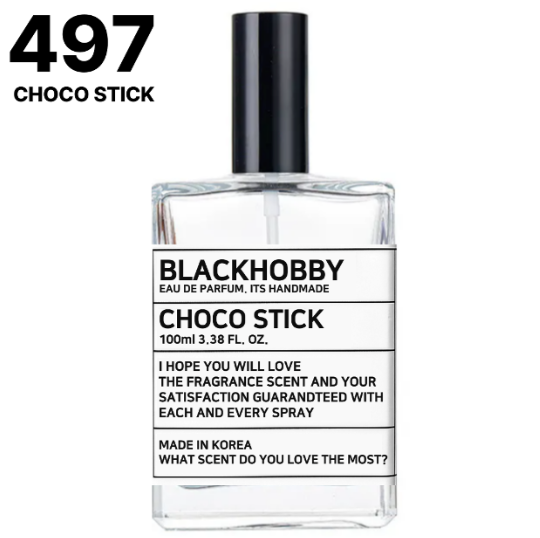 497
CHOCO STICK
BLACKHOBBY
EAU DE PARFUM, ITS HANDMADE
CHOCO STICK
100ml 3.38 FL. OZ.
I HOPE YOU WILL LOVE
THE FRAGRANCE SCENT AND YOUR
SATISFACTION GUARANDTEED WITH
EACH AND EVERY SPRAY
MADE IN KOREA
WHAT SCENT DO YOU LOVE THE MOST?